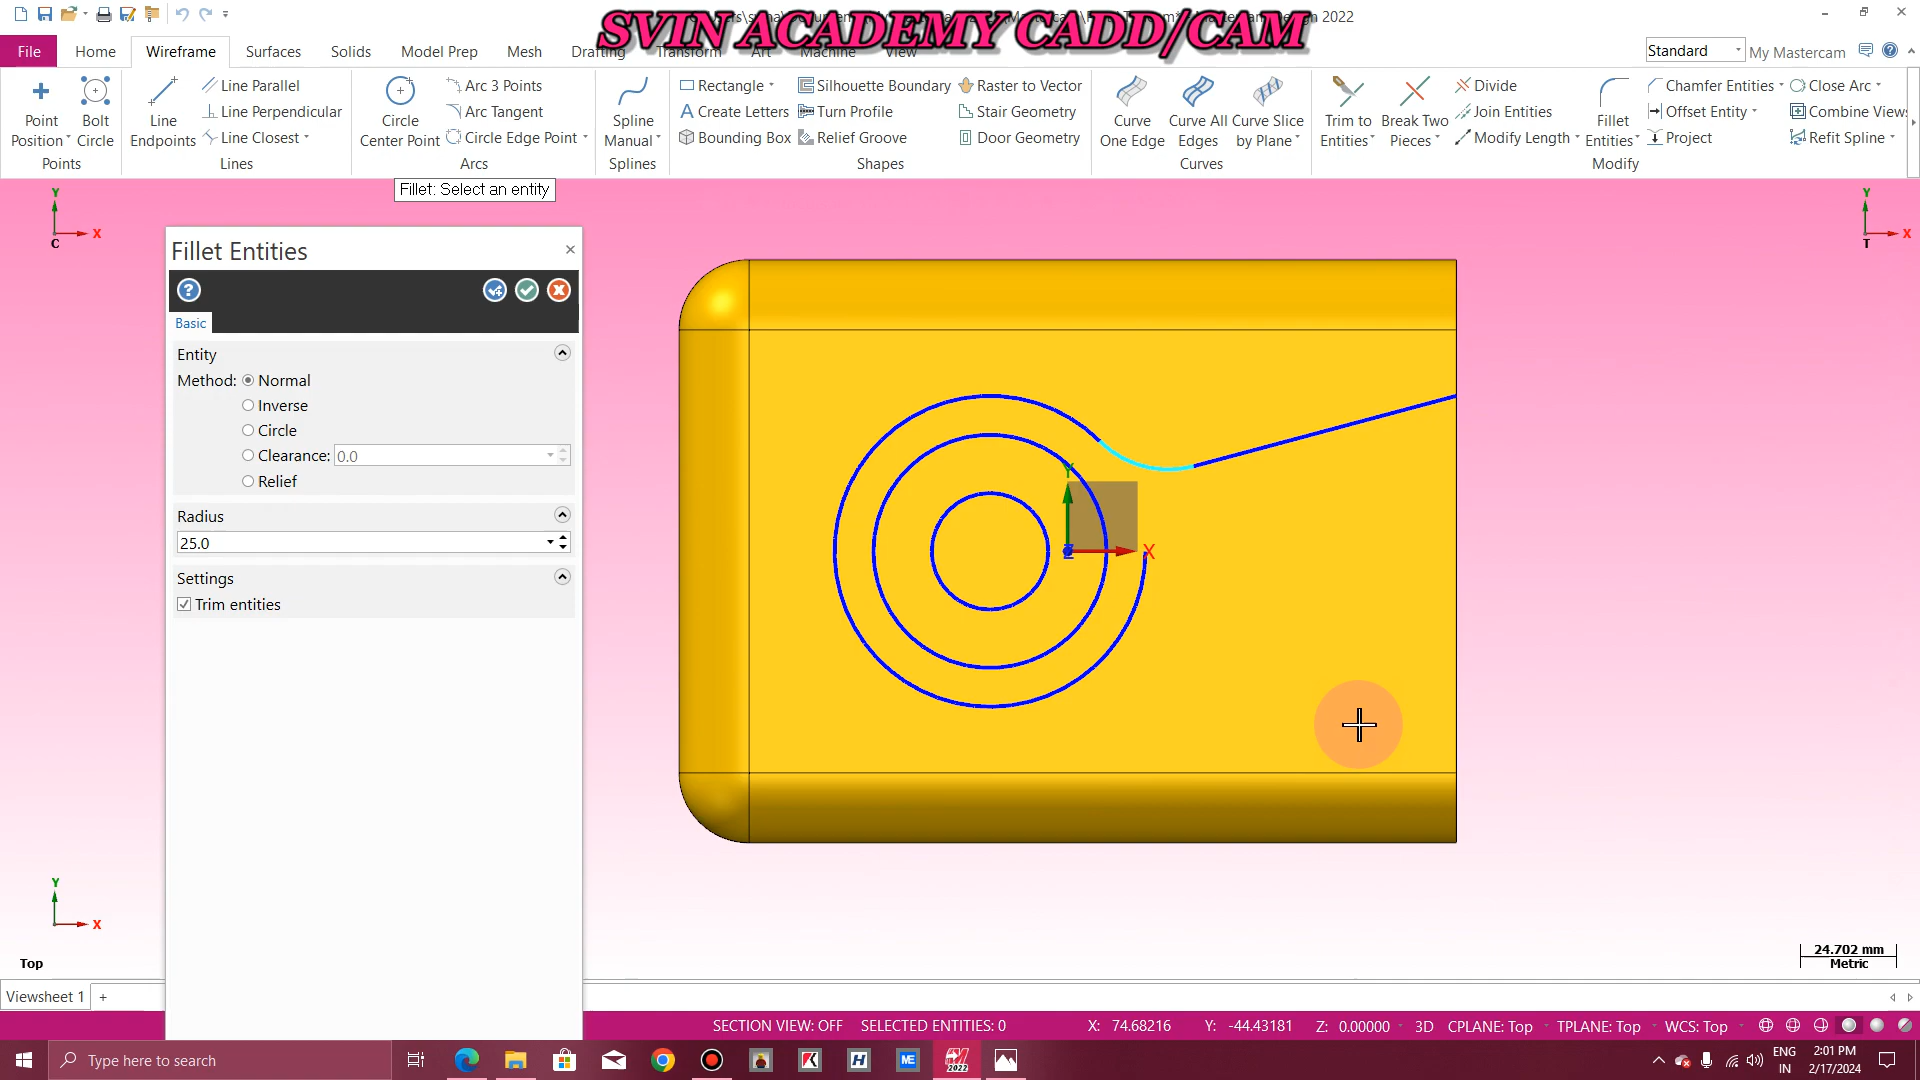 SVIN ACADEMY CADD/CAM
Design 2022
File
Home
Wireframe
Surfaces
Solids
Model Prep
Mesh
Drafting
Transform
Art
Machine
View
Standard
My Mastercam
Point
Position
Bolt
Circle
Points
Line
Endpoints
Line Parallel
Line Perpendicular
Line Closest
Lines
Circle
Center Point
Arc 3 Points
Arc Tangent
Circle Edge Point
Arcs
Spline
Manual
Splines
Rectangle
Create Letters
Bounding Box
Silhouette Boundary
Turn Profile
Relief Groove
Raster to Vector
Stair Geometry
Door Geometry
Shapes
Curve
One Edge
Curve All
Edges
Curve Slice
by Plane
Curves
Trim to
Entities
Break Two
Pieces
Divide
Join Entities
Modify Length
Fillet
Entities
Chamfer Entities
Offset Entity
Project
Close Arc
Combine Views
Refit Spline
Modify
Fillet: Select an entity
Y
X
C
Y
X
T
Fillet Entities
Basic
Entity
Method:
Normal
Inverse
Circle
Clearance:
0.0
Relief
Radius
25.0
Settings
Trim entities
Y
Z
X
Y
X
Top
24.702 mm
Metric
Viewsheet 1
+
SECTION VIEW: OFF SELECTED ENTITIES: 0 X: 74.68216 Y: -44.43181 Z: 0.00000 3D CPLANE: Top TPLANE: Top WCS: Top
Type here to search
K
H
ME
2022
ENG
IN
2:01 PM
2/17/2024